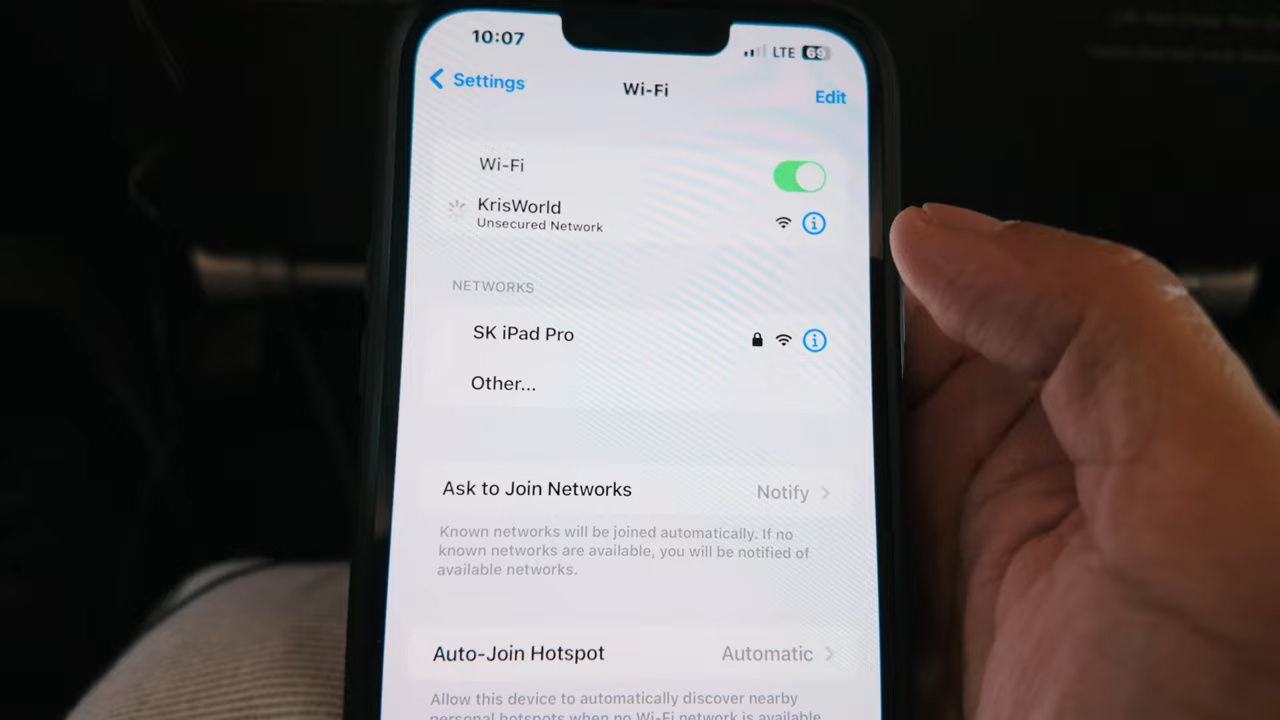 10:07
LTE 69
Settings
Wi-Fi
Edit
Wi-Fi
KrisWorld
Unsecured Network
NETWORKS
SK iPad Pro
Other...
Ask to Join Networks
Notify
Known networks will be joined automatically. If no
known networks are available, you will be notified of
available networks.
Auto-Join Hotspot
Automatic
Allow this device to automatically discover nearby
personal hotspots when no Wi-Fi network is available